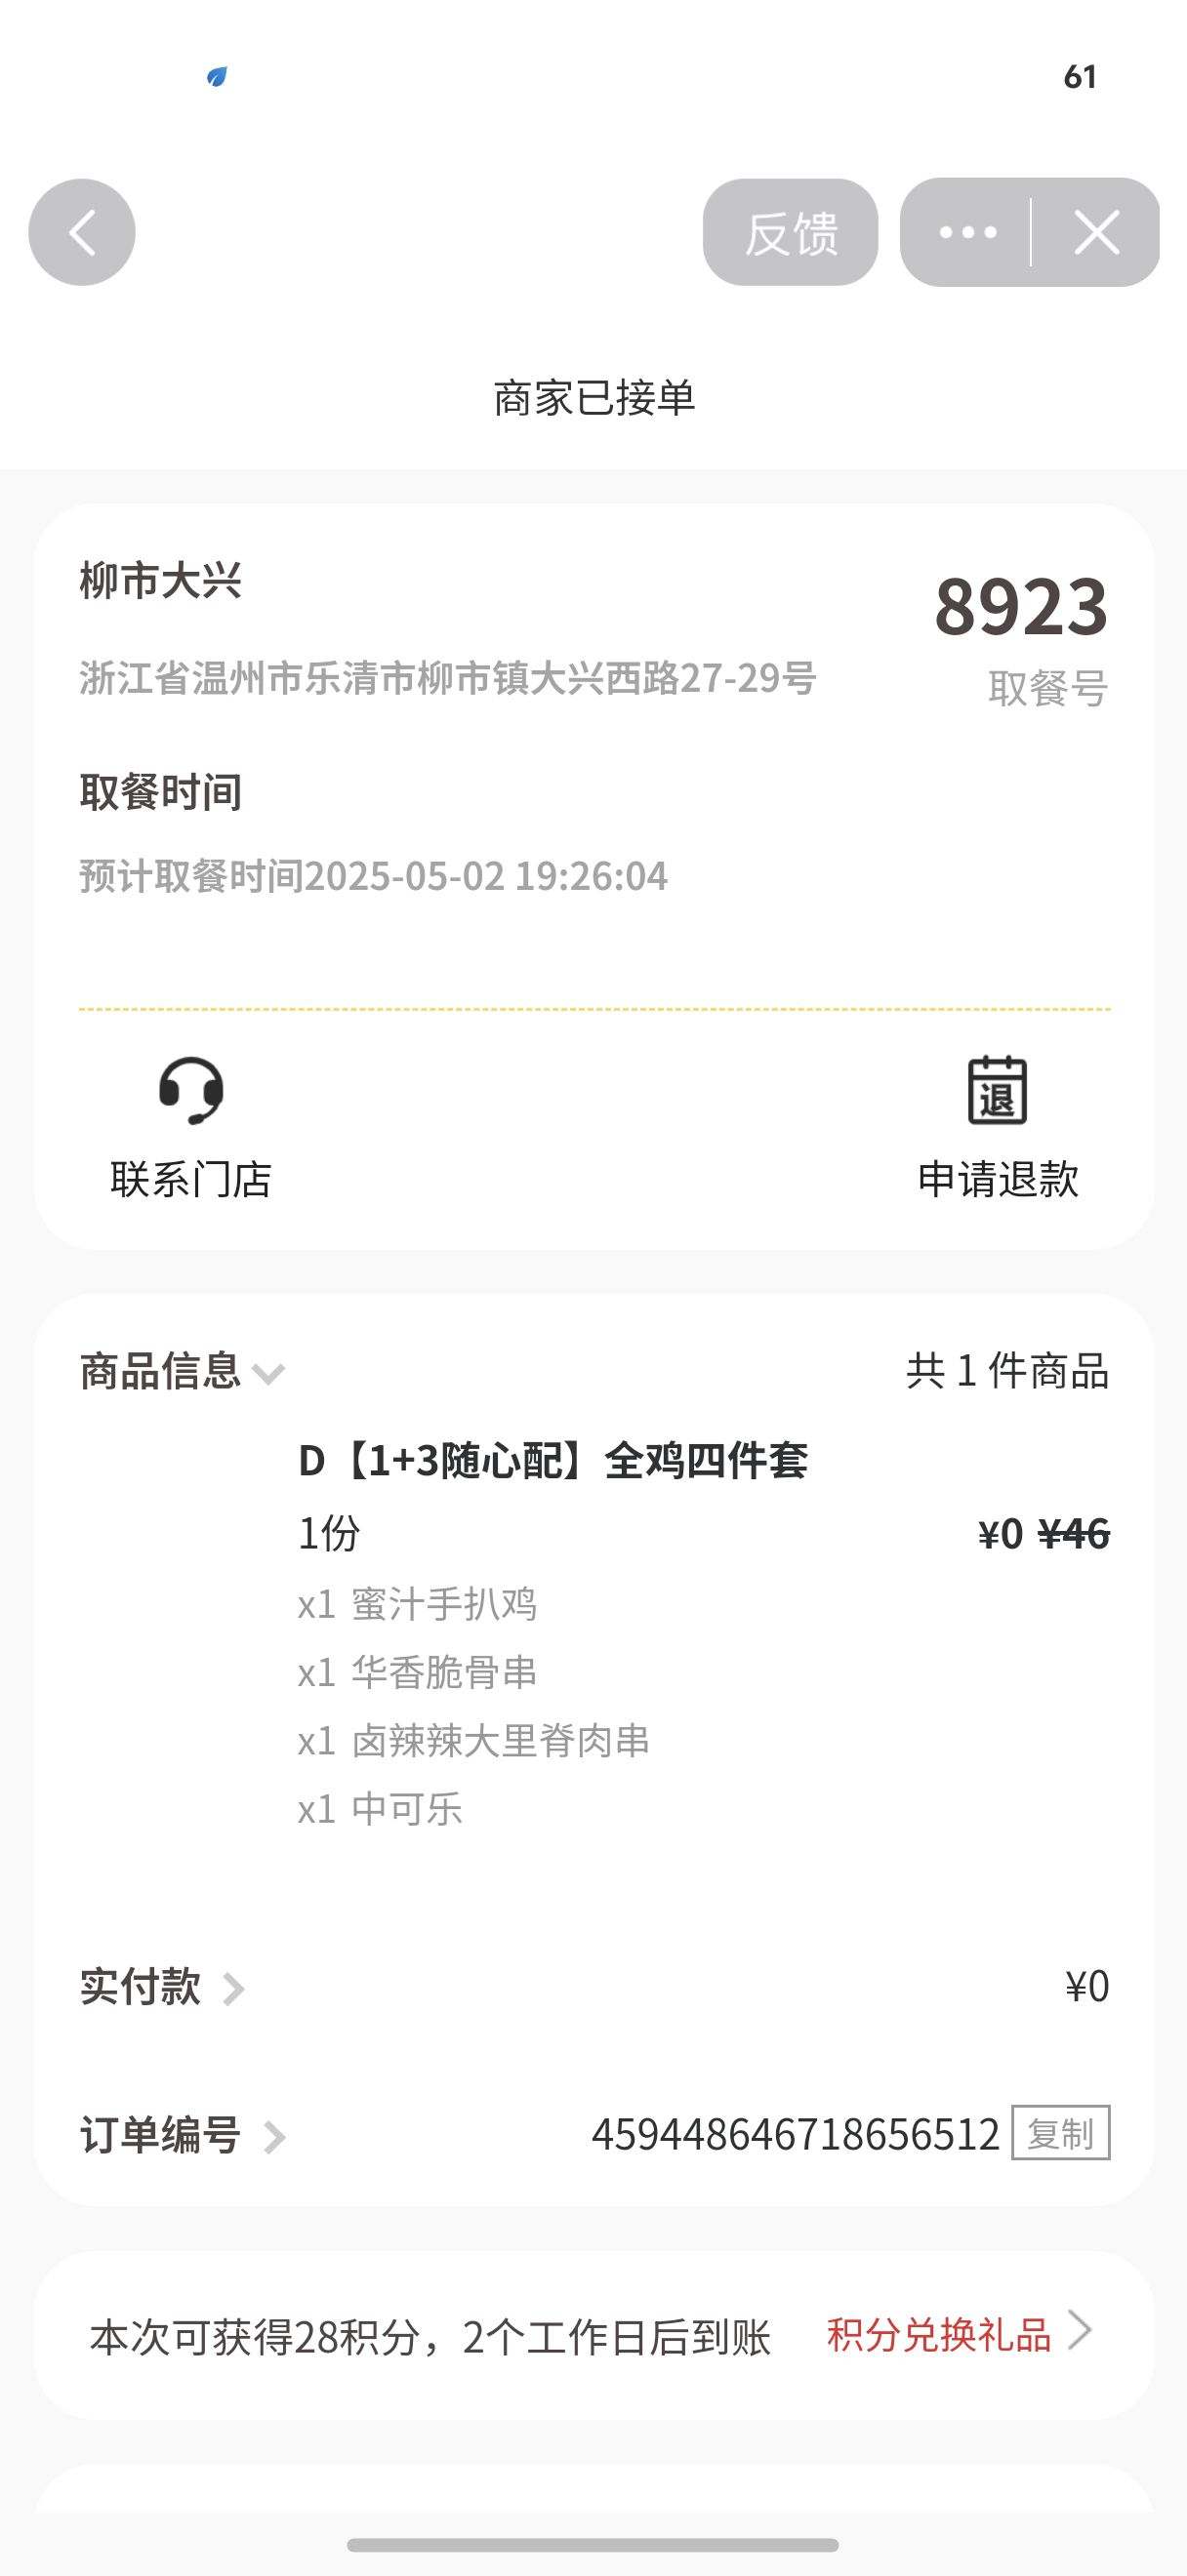 61
反馈
商家已接单
柳市大兴
8923
浙江省温州市乐清市柳市镇大兴西路27-29号
取餐号
取餐时间
预计取餐时间2025-05-02 19:26:04
退
联系门店
申请退款
商品信息
共 1 件商品
D【1+3随心配】全鸡四件套
1份
¥0 ¥46
x1 蜜汁手扒鸡
x1 华香脆骨串
x1 卤辣辣大里脊肉串
x1 中可乐
实付款
¥0
订单编号
459448646718656512 复制
本次可获得28积分，2个工作日后到账
积分兑换礼品